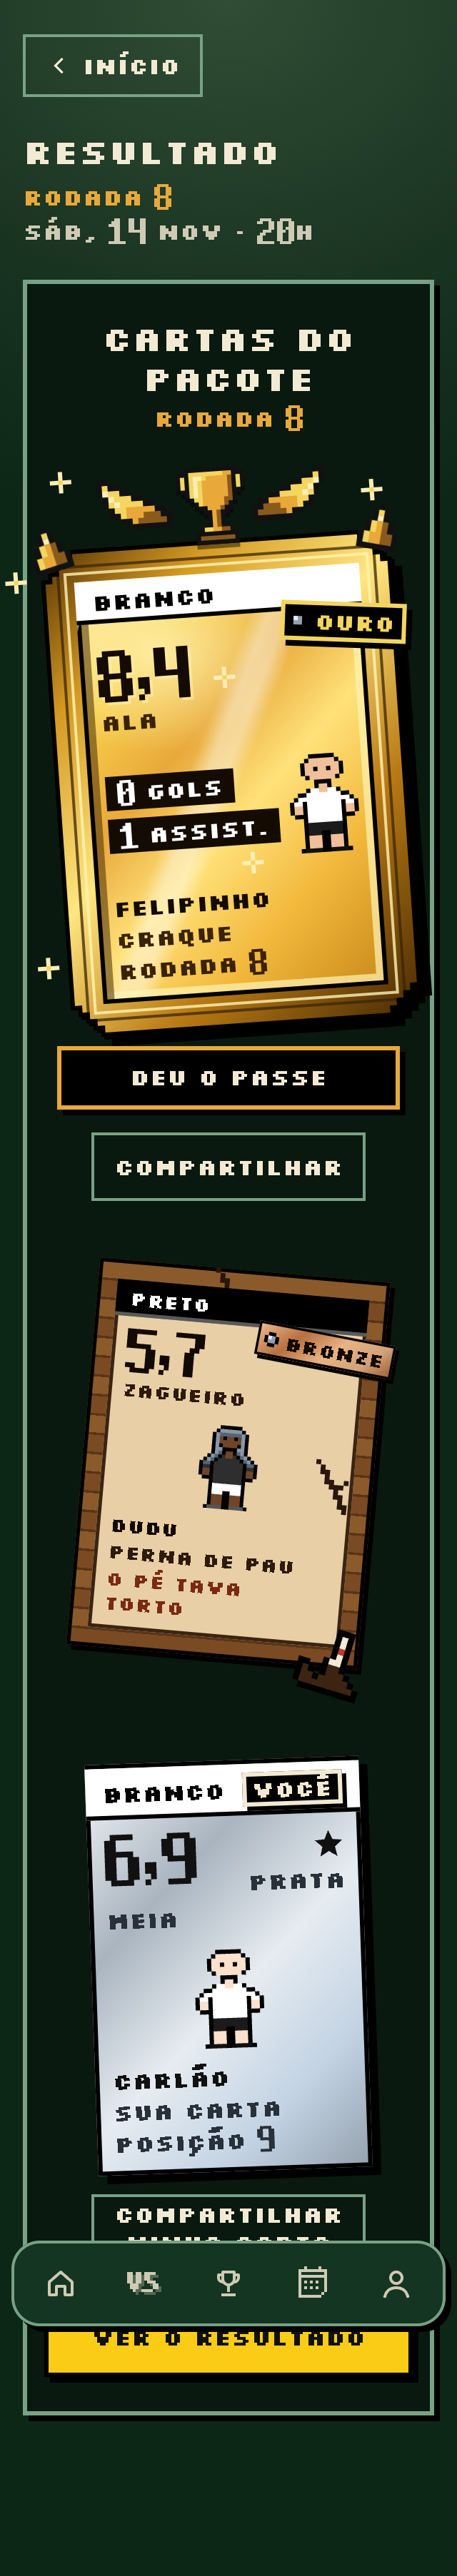 INÍCIO
RESULTADO
RODADA 8
SÁB, 14 NOV · 20H
CARTAS DO
PACOTE
RODADA 8
BRANCO
OURO
8,4
ALA
0 GOLS
1 ASSIST.
FELIPINHO
CRAQUE
RODADA 8
DEU O PASSE
COMPARTILHAR
PRETO
BRONZE
5,7
ZAGUEIRO
DUDU
PERNA DE PAU
O PÉ TAVA
TORTO
BRANCO VOCÊ
6,9
PRATA
MEIA
CARLÃO
SUA CARTA
POSIÇÃO 9
COMPARTILHAR
MINHA CARTA
VS
VER O RESULTADO